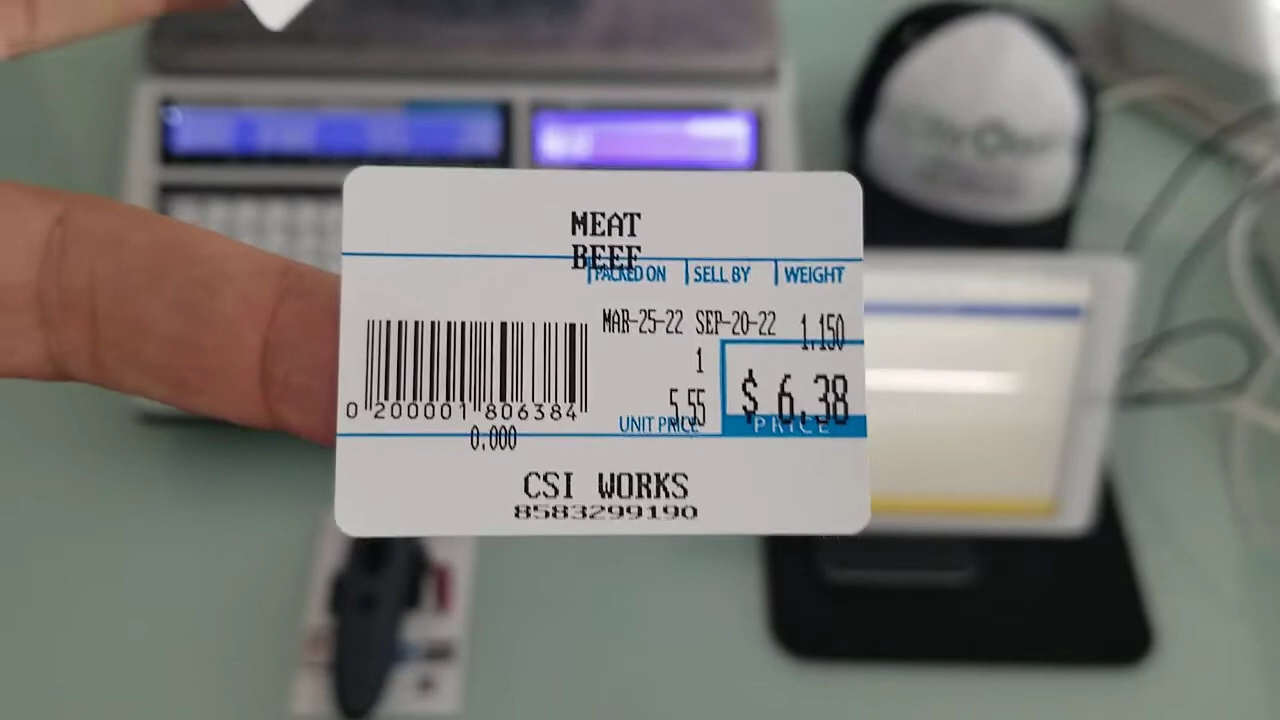 MEAT
BEEF
PACKED ON SELL BY WEIGHT
MAR-25-22 SEP-20-22 1.150
1
5.55 $ 6.38
UNIT PRICE PRICE
0 200001 806384
0.000
CSI WORKS
8583299190